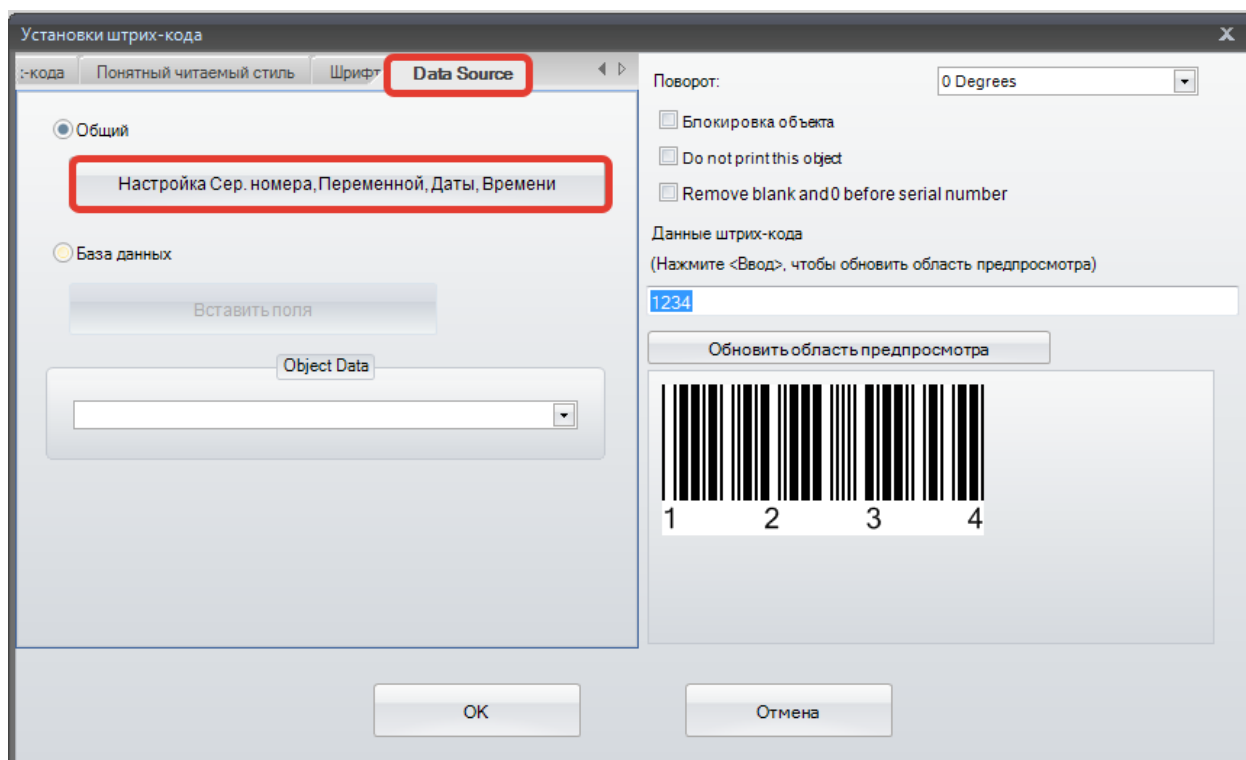 Установки штрих-кода
X
:-кода Понятный читаемый стиль Шрифт Data Source
Общий
Настройка Сер. номера, Переменной, Даты, Времени
База данных
Вставить поля
Object Data
Поворот: 0 Degrees
Блокировка объекта
Do not print this object
Remove blank and 0 before serial number
Данные штрих-кода
(Нажмите <Ввод>, чтобы обновить область предпросмотра)
1234
Обновить область предпросмотра
1 2 3 4
OK Отмена